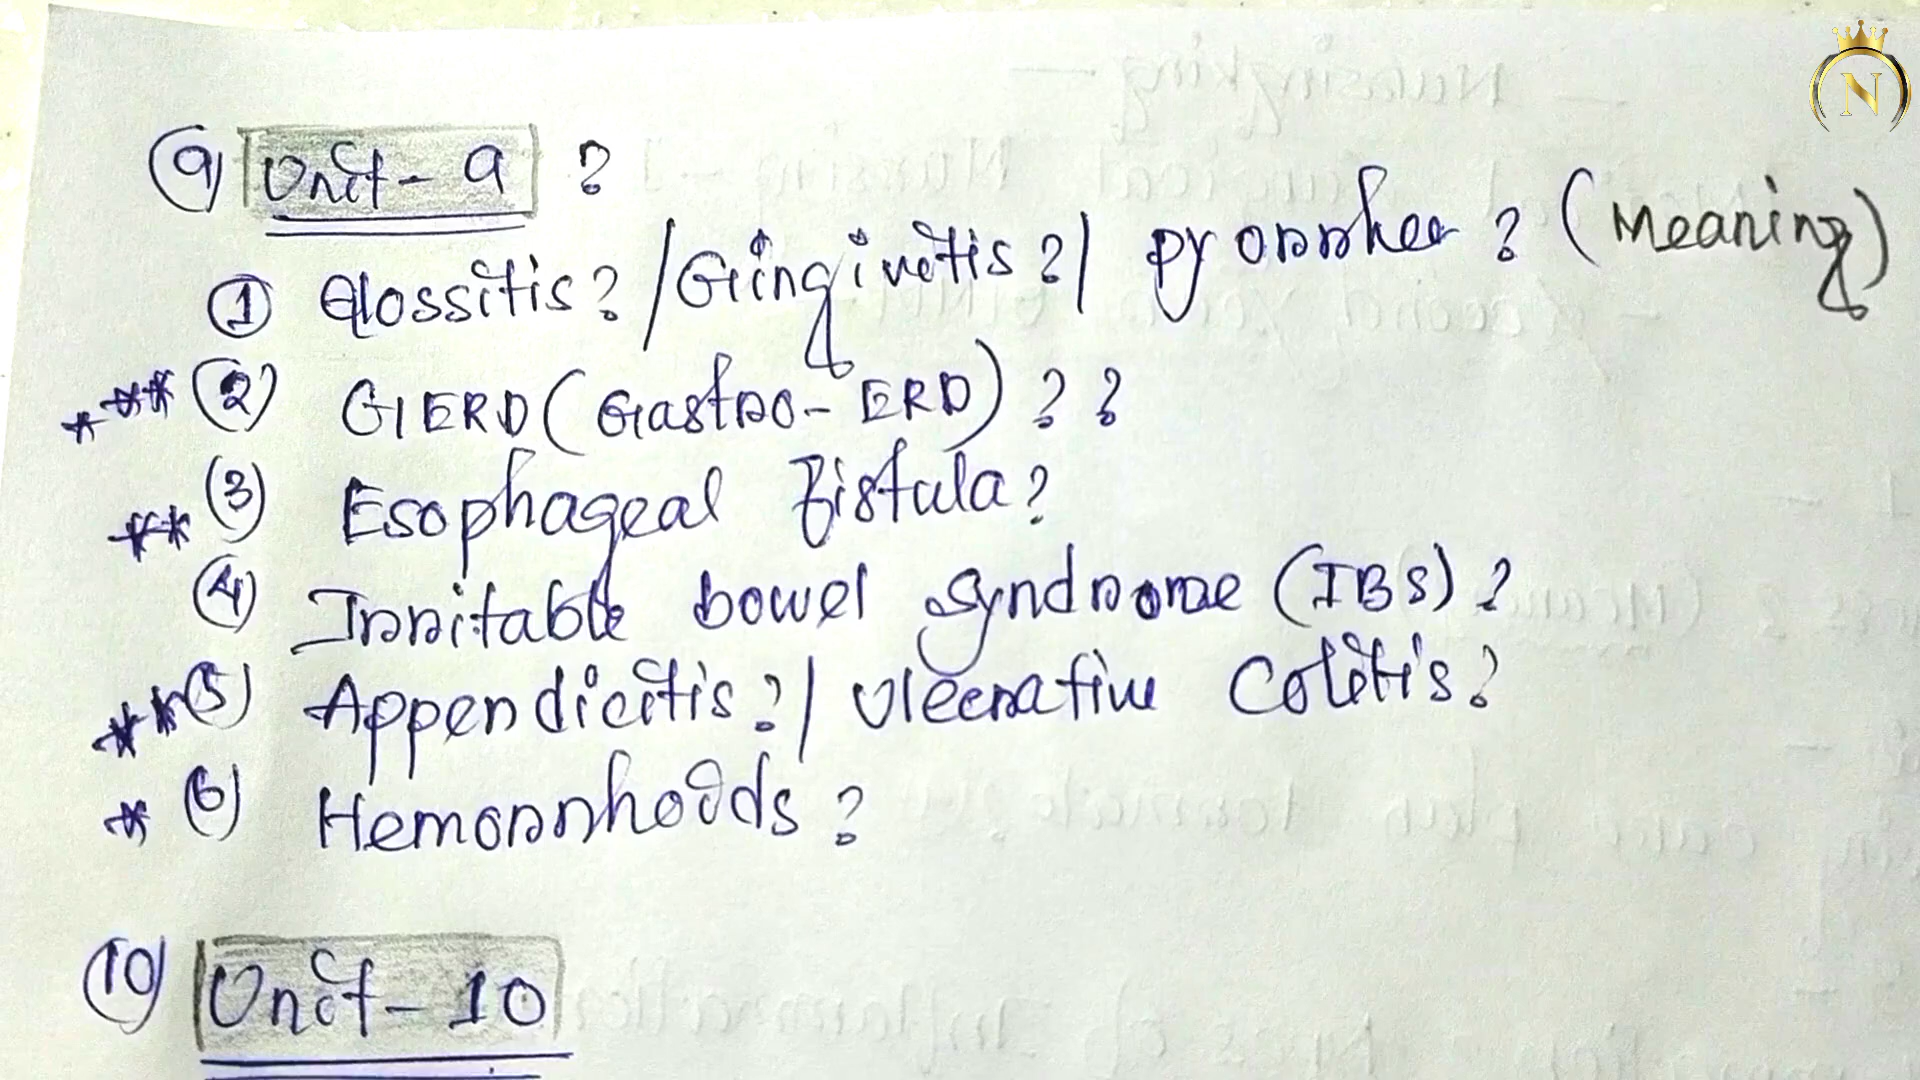 (9) Unit - 9 ?
① Glossitis? / Gingivitis? / pyorrhea ? (Meaning)
*** (2) GERD (Gastro - ERD) ? ?
** (3) Esophageal Fistula?
(4) Irritable bowel syndrome (IBS) ?
** (5) Appendicitis? / Ulcerative Colitis?
* (6) Hemorrhoids ?
(10) Unit - 10
N